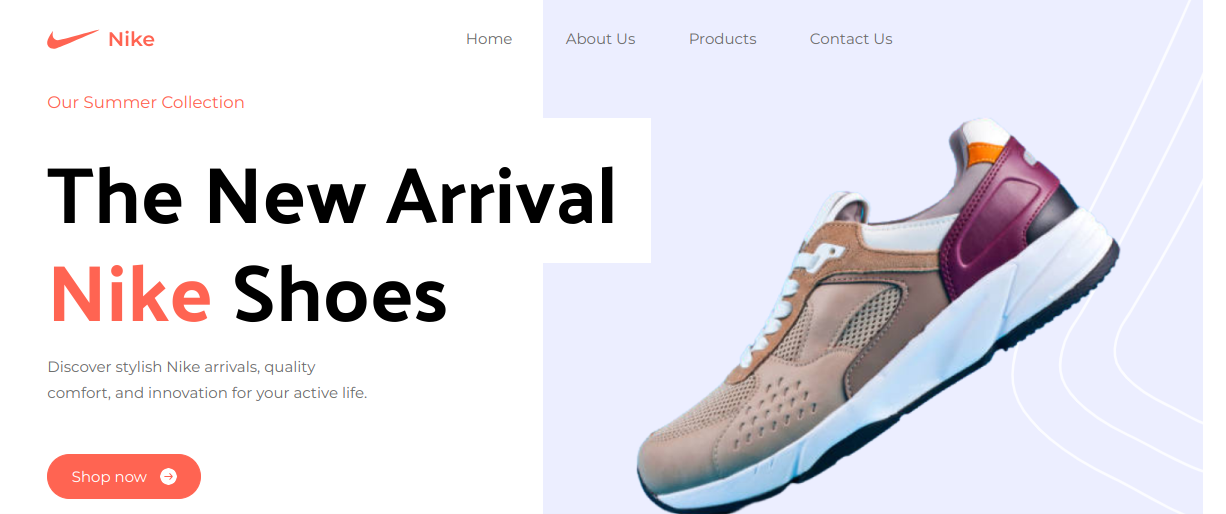 Nike
Home
About Us
Products
Contact Us
Our Summer Collection
The New Arrival
Nike Shoes
Discover stylish Nike arrivals, quality
comfort, and innovation for your active life.
Shop now